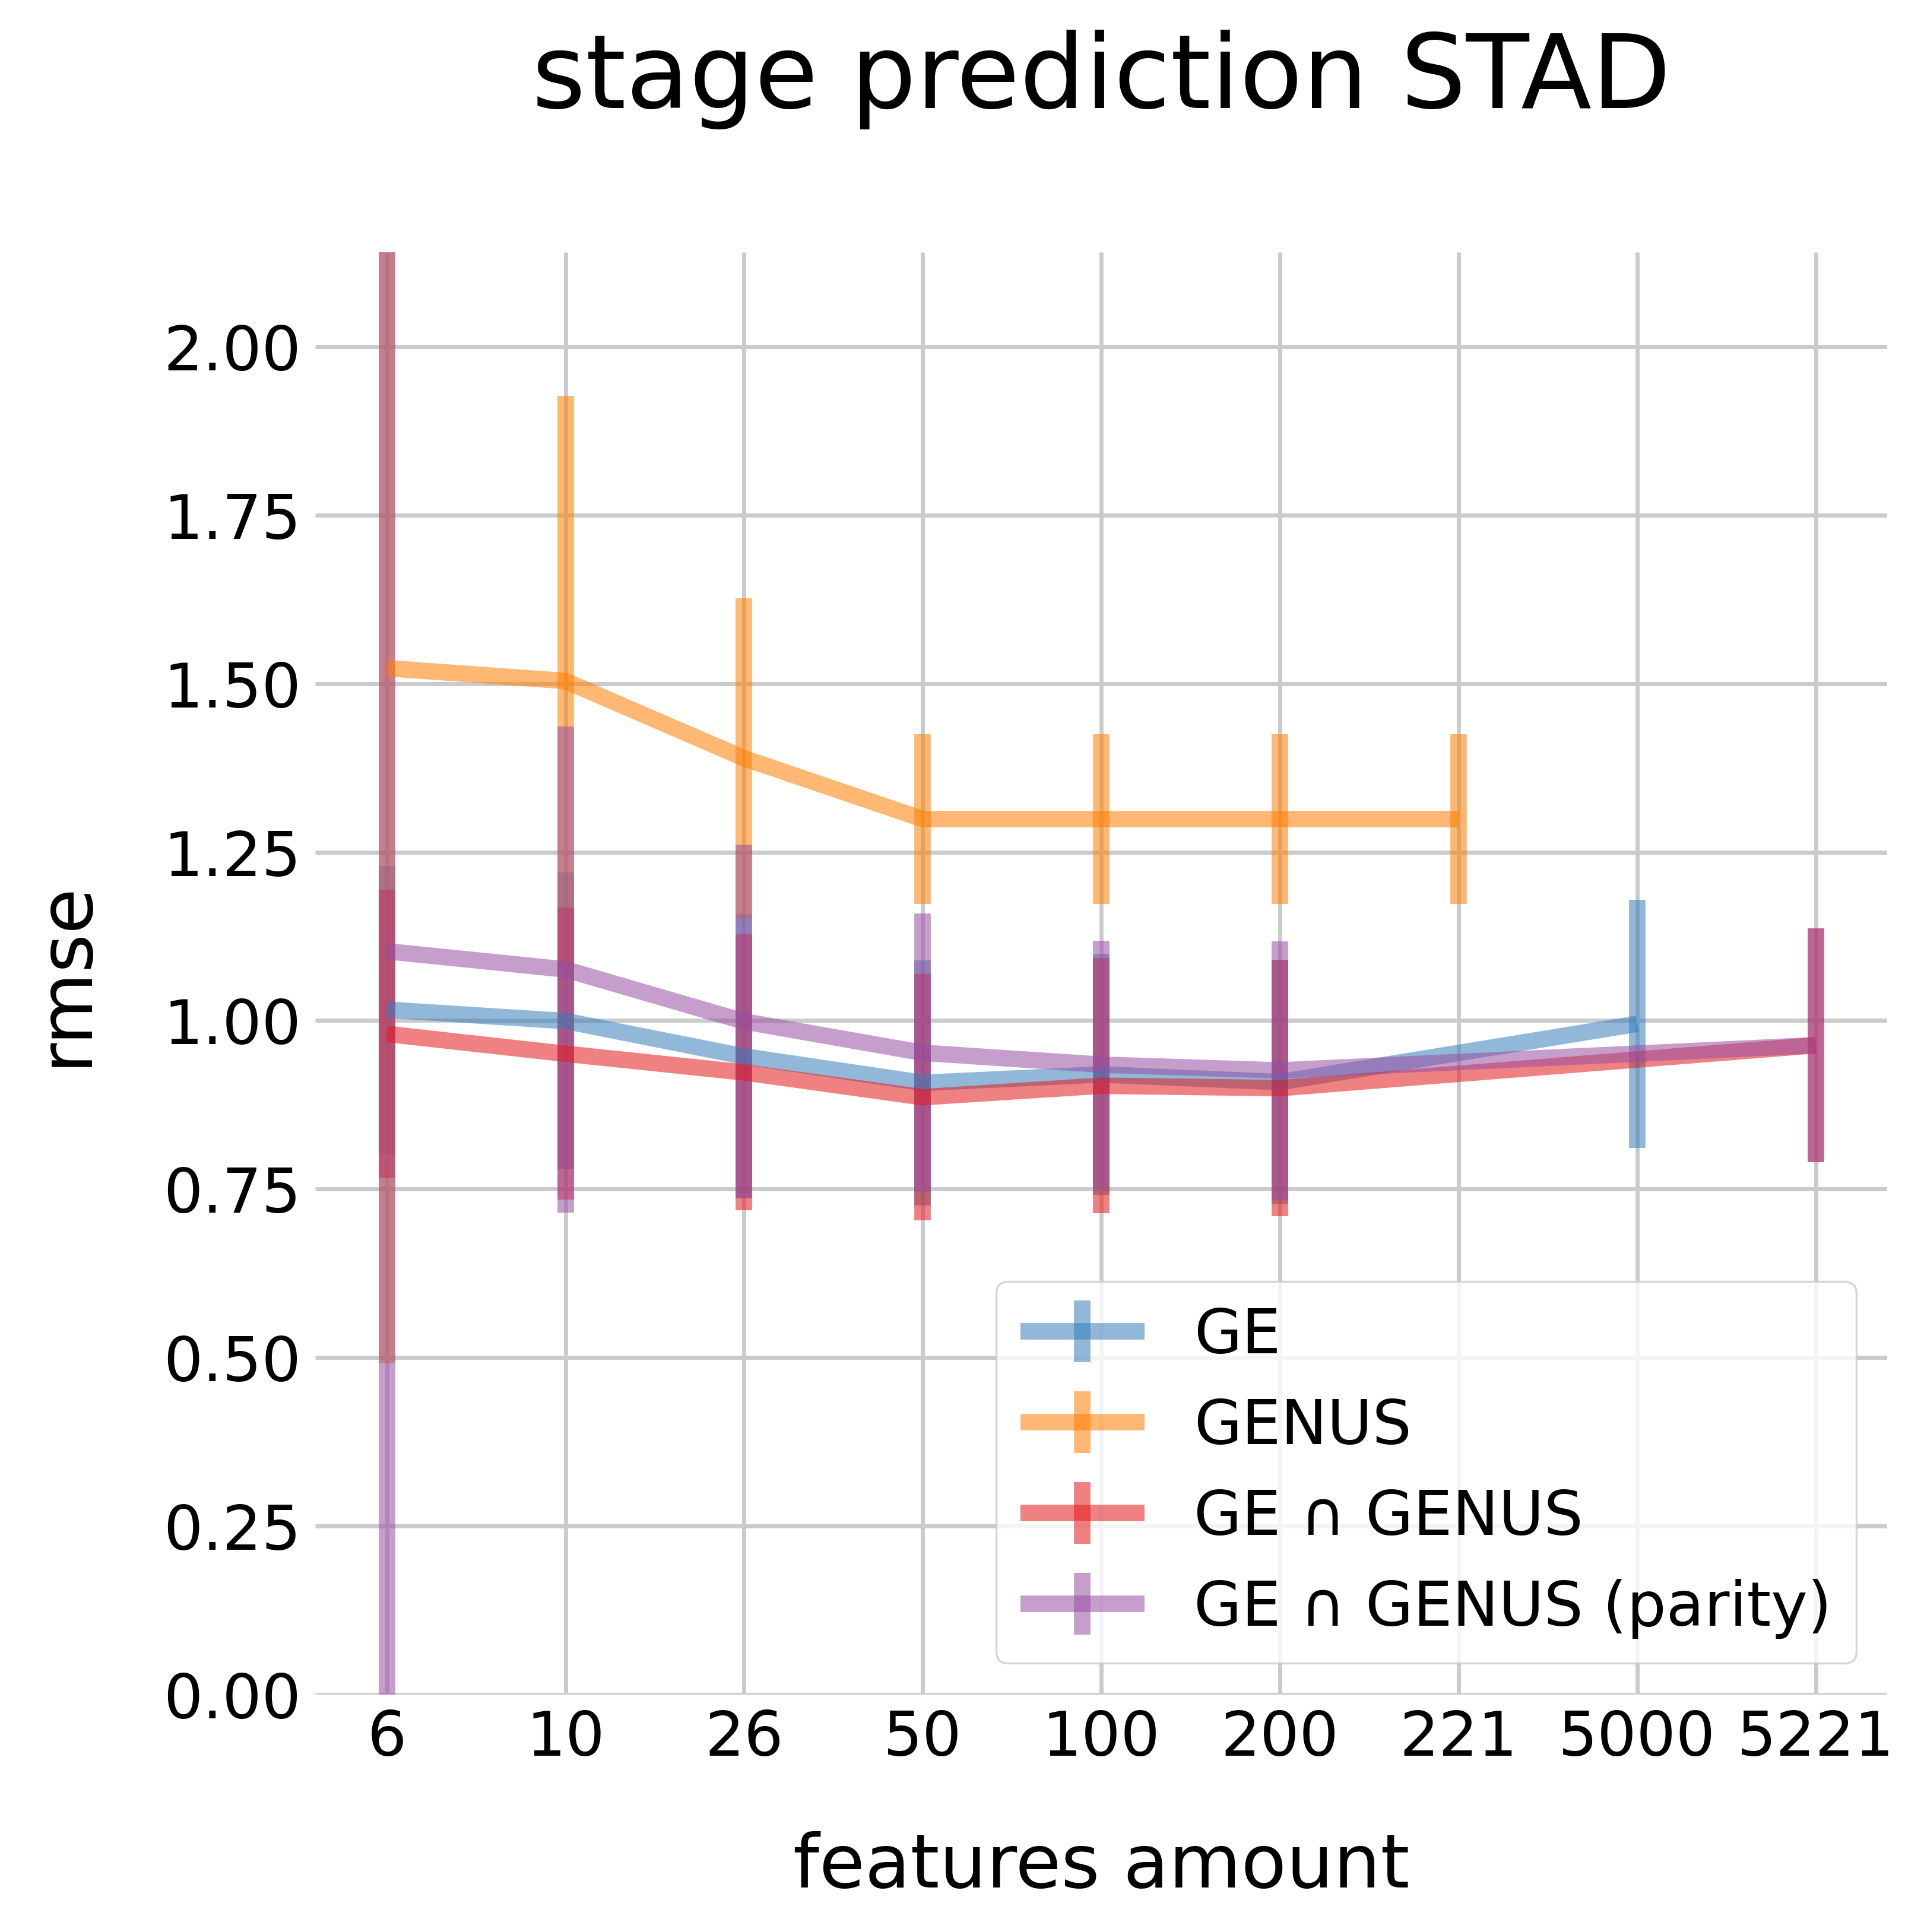 stage prediction STAD
rmse
2.00
1.75
1.50
1.25
1.00
0.75
0.50
0.25
0.00
GE
GENUS
GE ∩ GENUS
GE ∩ GENUS (parity)
6 10 26 50 100 200 221 5000 5221
features amount